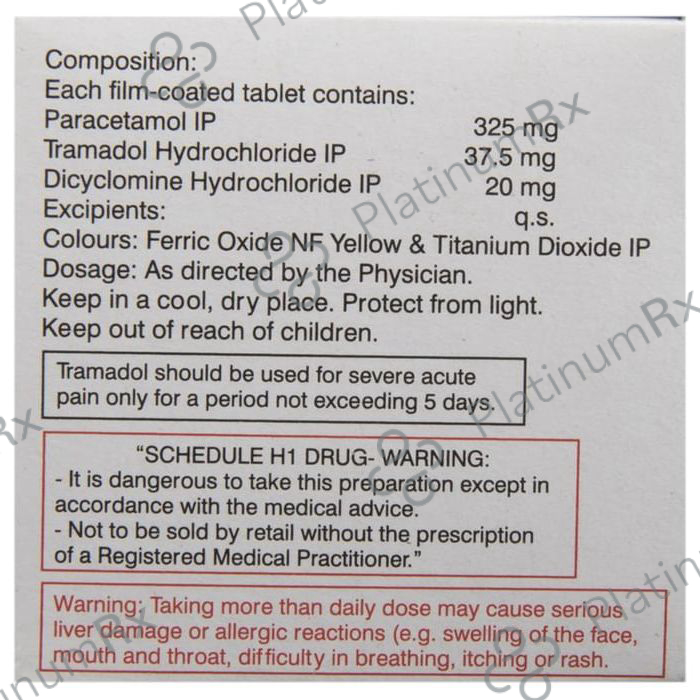 Composition:
Each film-coated tablet contains:
Paracetamol IP 325 mg
Tramadol Hydrochloride IP 37.5 mg
Dicyclomine Hydrochloride IP 20 mg
Excipients: q.s.
Colours: Ferric Oxide NF Yellow & Titanium Dioxide IP
Dosage: As directed by the Physician.
Keep in a cool, dry place. Protect from light.
Keep out of reach of children.
Tramadol should be used for severe acute
pain only for a period not exceeding 5 days.
“SCHEDULE H1 DRUG- WARNING:
- It is dangerous to take this preparation except in
accordance with the medical advice.
- Not to be sold by retail without the prescription
of a Registered Medical Practitioner.”
Warning: Taking more than daily dose may cause serious
liver damage or allergic reactions (e.g. swelling of the face,
mouth and throat, difficulty in breathing, itching or rash.
PlatinumRx
PlatinumRx